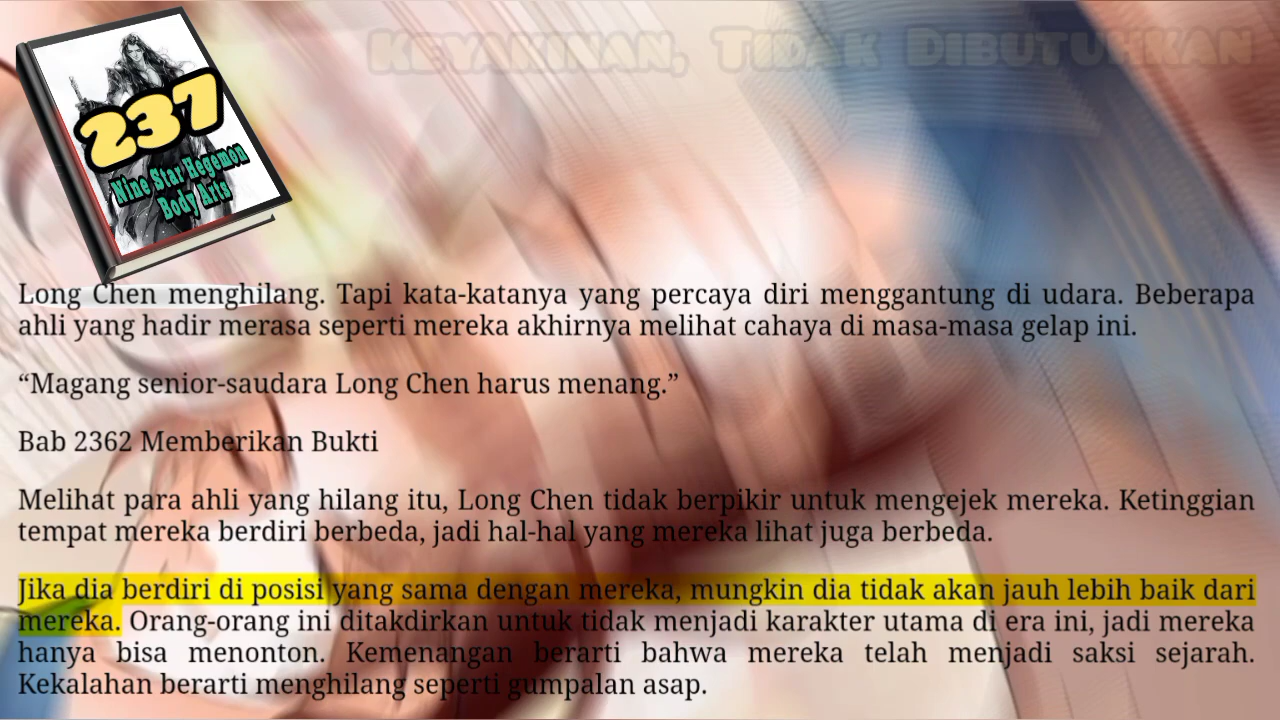 KEYAKINAN, TIDAK DIBUTUHKAN
237
Nine Star Hegemon
Body Arts
Long Chen menghilang. Tapi kata-katanya yang percaya diri menggantung di udara. Beberapa
ahli yang hadir merasa seperti mereka akhirnya melihat cahaya di masa-masa gelap ini.
“Magang senior-saudara Long Chen harus menang.”
Bab 2362 Memberikan Bukti
Melihat para ahli yang hilang itu, Long Chen tidak berpikir untuk mengejek mereka. Ketinggian
tempat mereka berdiri berbeda, jadi hal-hal yang mereka lihat juga berbeda.
Jika dia berdiri di posisi yang sama dengan mereka, mungkin dia tidak akan jauh lebih baik dari
mereka. Orang-orang ini ditakdirkan untuk tidak menjadi karakter utama di era ini, jadi mereka
hanya bisa menonton. Kemenangan berarti bahwa mereka telah menjadi saksi sejarah.
Kekalahan berarti menghilang seperti gumpalan asap.